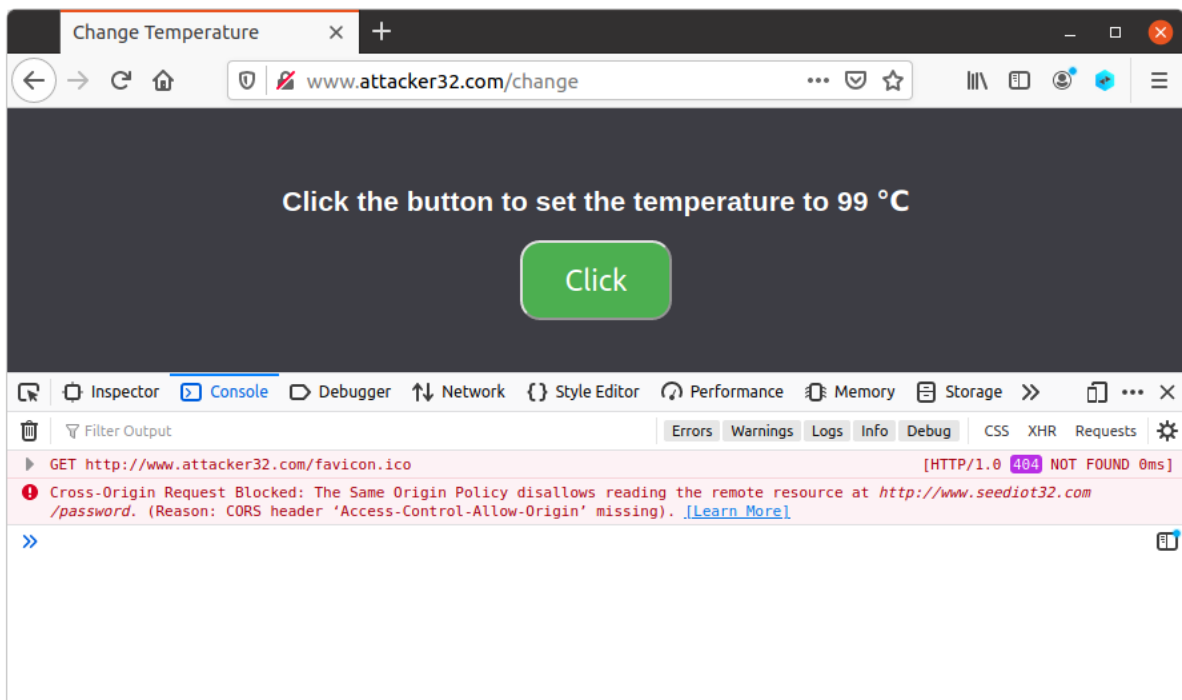 Change Temperature
www.attacker32.com/change
Click the button to set the temperature to 99 °C
Click
Inspector Console Debugger Network Style Editor Performance Memory Storage
Filter Output Errors Warnings Logs Info Debug CSS XHR Requests
GET http://www.attacker32.com/favicon.ico [HTTP/1.0 404 NOT FOUND 0ms]
Cross-Origin Request Blocked: The Same Origin Policy disallows reading the remote resource at http://www.seediot32.com
/password. (Reason: CORS header ‘Access-Control-Allow-Origin’ missing). [Learn More]